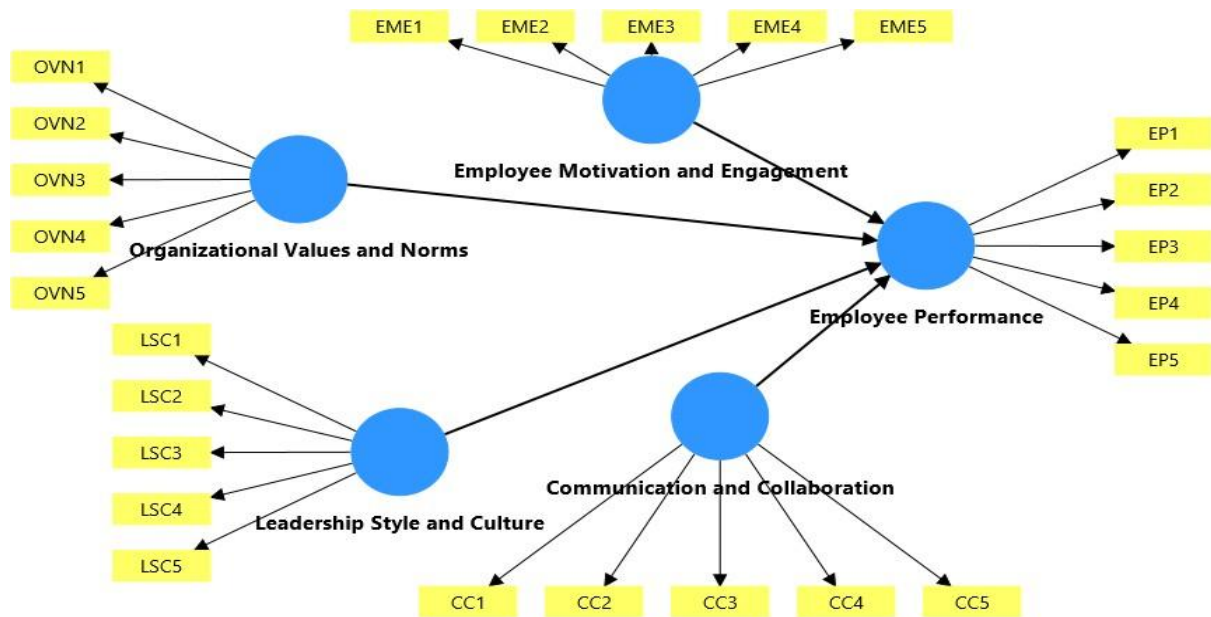 EME1 EME2 EME3 EME4 EME5
OVN1
OVN2
OVN3
OVN4
OVN5
Organizational Values and Norms
Employee Motivation and Engagement
EP1
EP2
EP3
EP4
EP5
Employee Performance
LSC1
LSC2
LSC3
LSC4
LSC5
Leadership Style and Culture
Communication and Collaboration
CC1 CC2 CC3 CC4 CC5